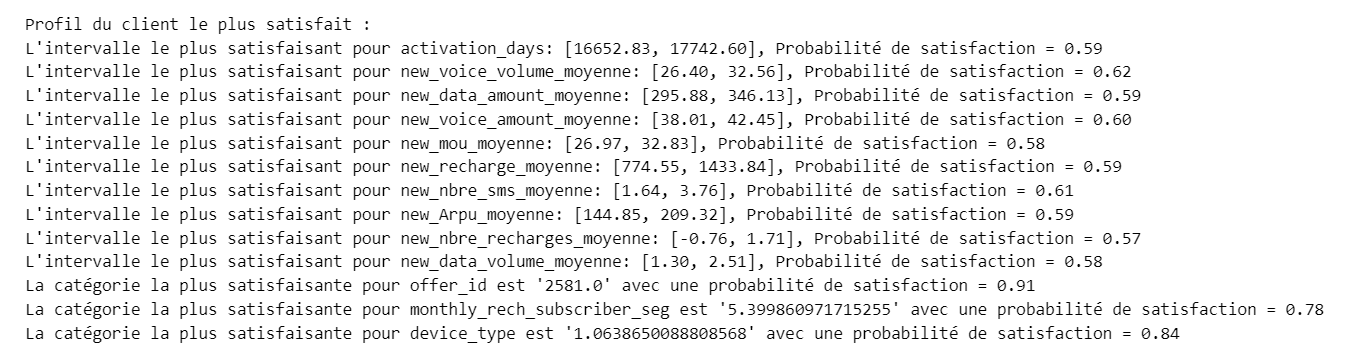 Profil du client le plus satisfait :
L'intervalle le plus satisfaisant pour activation_days: [16652.83, 17742.60], Probabilité de satisfaction = 0.59
L'intervalle le plus satisfaisant pour new_voice_volume_moyenne: [26.40, 32.56], Probabilité de satisfaction = 0.62
L'intervalle le plus satisfaisant pour new_data_amount_moyenne: [295.88, 346.13], Probabilité de satisfaction = 0.59
L'intervalle le plus satisfaisant pour new_voice_amount_moyenne: [38.01, 42.45], Probabilité de satisfaction = 0.60
L'intervalle le plus satisfaisant pour new_mou_moyenne: [26.97, 32.83], Probabilité de satisfaction = 0.58
L'intervalle le plus satisfaisant pour new_recharge_moyenne: [774.55, 1433.84], Probabilité de satisfaction = 0.59
L'intervalle le plus satisfaisant pour new_nbre_sms_moyenne: [1.64, 3.76], Probabilité de satisfaction = 0.61
L'intervalle le plus satisfaisant pour new_Arpu_moyenne: [144.85, 209.32], Probabilité de satisfaction = 0.59
L'intervalle le plus satisfaisant pour new_nbre_recharges_moyenne: [-0.76, 1.71], Probabilité de satisfaction = 0.57
L'intervalle le plus satisfaisant pour new_data_volume_moyenne: [1.30, 2.51], Probabilité de satisfaction = 0.58
La catégorie la plus satisfaisante pour offer_id est '2581.0' avec une probabilité de satisfaction = 0.91
La catégorie la plus satisfaisante pour monthly_rech_subscriber_seg est '5.399860971715255' avec une probabilité de satisfaction = 0.78
La catégorie la plus satisfaisante pour device_type est '1.0638650088808568' avec une probabilité de satisfaction = 0.84